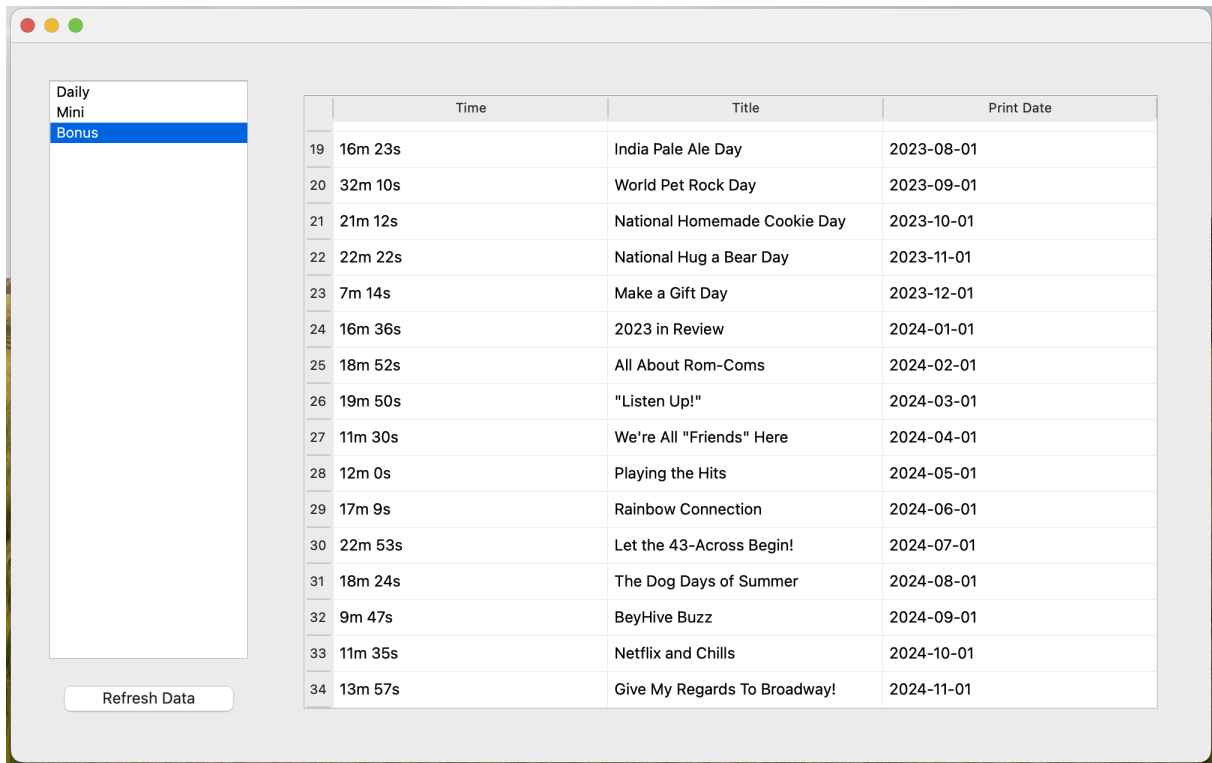 Daily
Mini
Bonus
Refresh Data
Time Title Print Date
19 16m 23s India Pale Ale Day 2023-08-01
20 32m 10s World Pet Rock Day 2023-09-01
21 21m 12s National Homemade Cookie Day 2023-10-01
22 22m 22s National Hug a Bear Day 2023-11-01
23 7m 14s Make a Gift Day 2023-12-01
24 16m 36s 2023 in Review 2024-01-01
25 18m 52s All About Rom-Coms 2024-02-01
26 19m 50s "Listen Up!" 2024-03-01
27 11m 30s We're All "Friends" Here 2024-04-01
28 12m 0s Playing the Hits 2024-05-01
29 17m 9s Rainbow Connection 2024-06-01
30 22m 53s Let the 43-Across Begin! 2024-07-01
31 18m 24s The Dog Days of Summer 2024-08-01
32 9m 47s BeyHive Buzz 2024-09-01
33 11m 35s Netflix and Chills 2024-10-01
34 13m 57s Give My Regards To Broadway! 2024-11-01